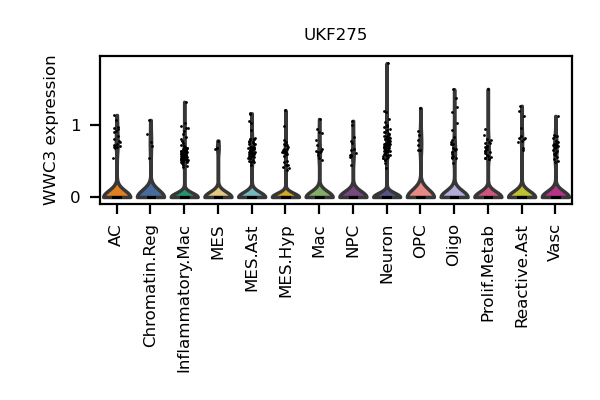 UKF275
WWC3 expression
1
0
AC
Chromatin.Reg
Inflammatory.Mac
MES
MES.Ast
MES.Hyp
Mac
NPC
Neuron
OPC
Oligo
Prolif.Metab
Reactive.Ast
Vasc